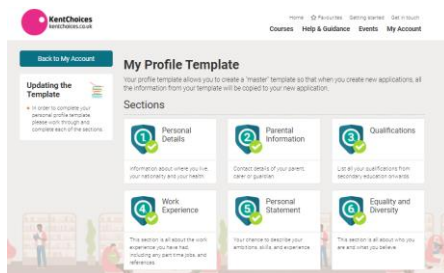 KentChoices
kentchoices.co.uk
Home Favourites Getting started Get in touch
Courses Help & Guidance Events My Account
Back to My Account
Updating the
Template
In order to complete your
personal profile template
please work through and
complete each of the sections.
My Profile Template
Your profile template allows you to create a "master" template so that when you create new applications, all
the information from your template will be copied to your new application.
Sections
1 Personal
Details
Information about where you live,
your nationality and your health.
2 Parental
Information
Contact details of your parent,
carer or guardian.
3 Qualifications
List all your qualifications from
secondary education onwards.
4 Work
Experience
This section is all about the work
experience you have had,
including any part time jobs, and
references.
5 Personal
Statement
Your chance to describe your
ambitions, skills, and experience.
6 Equality and
Diversity
This section is all about who you
are and what you believe.